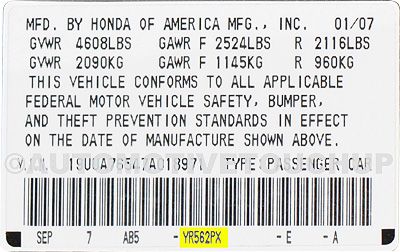 MFD. BY HONDA OF AMERICA MFG., INC. 01/07
GVWR 4608LBS GAWR F 2524LBS R 2116LBS
GVWR 2090KG GAWR F 1145KG R 960KG
THIS VEHICLE CONFORMS TO ALL APPLICABLE
FEDERAL MOTOR VEHICLE SAFETY, BUMPER,
AND THEFT PREVENTION STANDARDS IN EFFECT
ON THE DATE OF MANUFACTURE SHOWN ABOVE.
TYPE PASSENGER CAR
SEP 7 AB5 - YR562PX - E - A